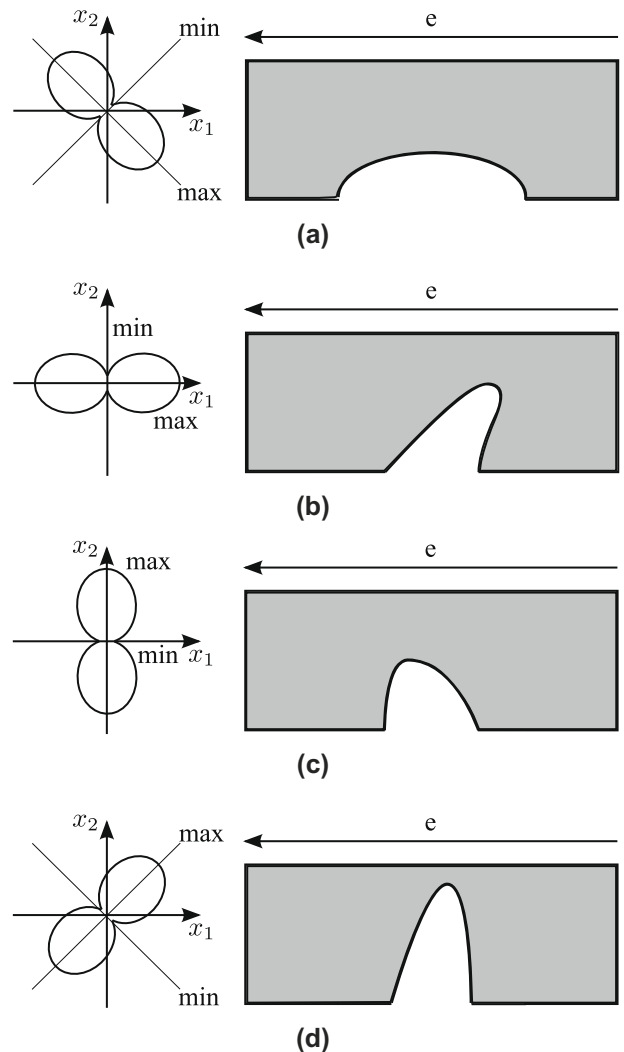 x₂ min e
x₁
max
(a)
x₂ e
min
x₁
max
(b)
x₂ e
max
min x₁
(c)
x₂ max e
x₁
min
(d)